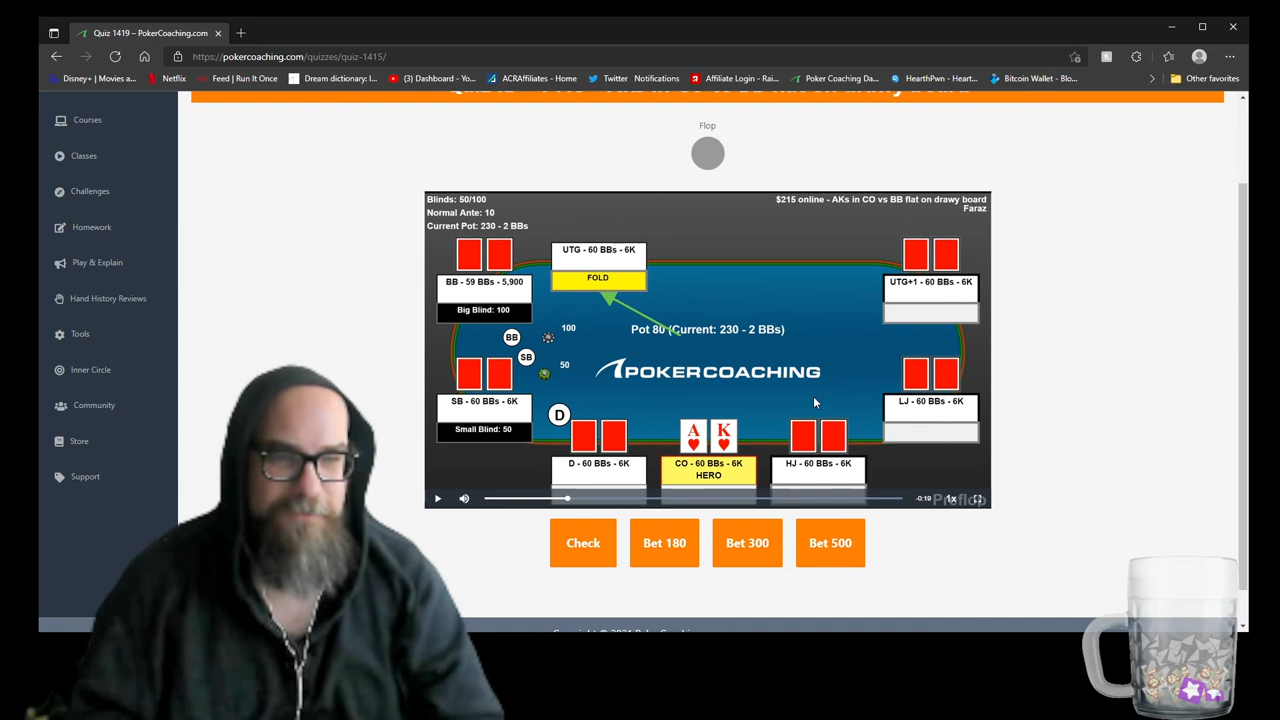 Quiz 1419 – PokerCoaching.com
https://pokercoaching.com/quizzes/quiz-1415/
Disney+ | Movies a...
Netflix
Feed | Run It Once
Dream dictionary: I...
(3) Dashboard - Yo...
ACRAffiliates - Home
Twitter
Notifications
Affiliate Login - Rai...
Poker Coaching Da...
HearthPwn - Heart...
Bitcoin Wallet - Blo...
Other favorites
Courses
Classes
Challenges
Homework
Play & Explain
Hand History Reviews
Tools
Inner Circle
Community
Store
Support
Flop
Blinds: 50/100
Normal Ante: 10
Current Pot: 230 - 2 BBs
$215 online - AKs in CO vs BB flat on drawy board
Faraz
UTG - 60 BBs - 6K
FOLD
BB - 59 BBs - 5,900
Big Blind: 100
UTG+1 - 60 BBs - 6K
BB
100
SB
50
Pot 80 (Current: 230 - 2 BBs)
POKERCOACHING
SB - 60 BBs - 6K
Small Blind: 50
LJ - 60 BBs - 6K
D
A K
D - 60 BBs - 6K
CO - 60 BBs - 6K
HERO
HJ - 60 BBs - 6K
-0:19
1x
Preflop
Check
Bet 180
Bet 300
Bet 500